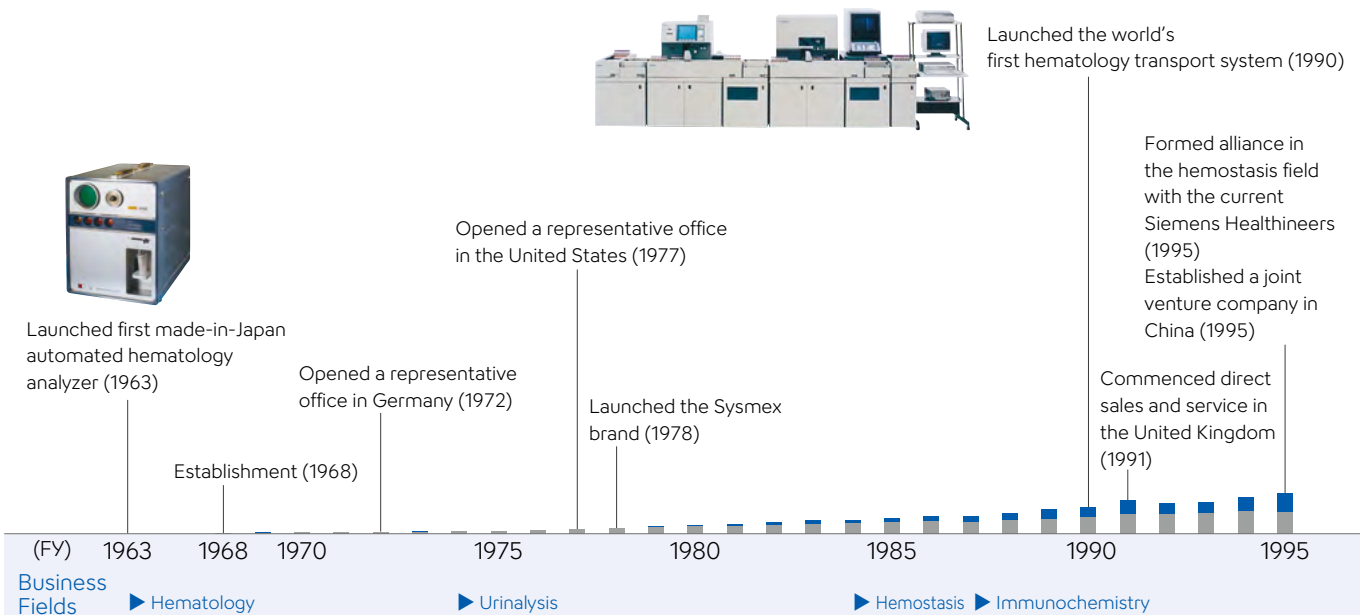 Launched the world's
first hematology transport system (1990)
Formed alliance in
the hemostasis field
with the current
Siemens Healthineers
(1995)
Established a joint
venture company in
China (1995)
Opened a representative office
in the United States (1977)
Launched first made-in-Japan
automated hematology
analyzer (1963)
Opened a representative
office in Germany (1972)
Launched the Sysmex
brand (1978)
Commenced direct
sales and service in
the United Kingdom
(1991)
Establishment (1968)
(FY) 1963 1968 1970 1975 1980 1985 1990 1995
Business
Fields
▶ Hematology ▶ Urinalysis ▶ Hemostasis ▶ Immunochemistry